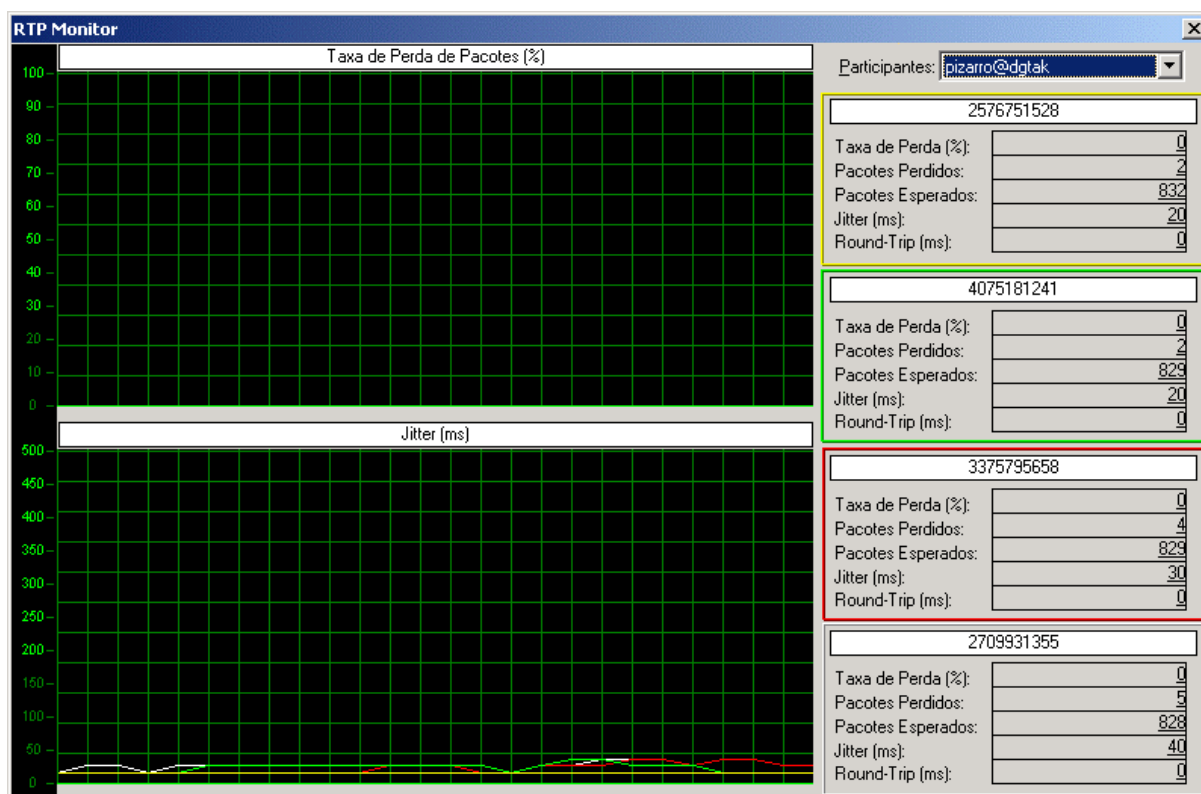 RTP Monitor
Taxa de Perda de Pacotes (%)
100
90
80
70
60
50
40
30
20
10
0
Jitter (ms)
500
450
400
350
300
250
200
150
100
50
0
Participantes: pizarro@dgtak
2576751528
Taxa de Perda (%): 0
Pacotes Perdidos: 2
Pacotes Esperados: 832
Jitter (ms): 20
Round-Trip (ms): 0
4075181241
Taxa de Perda (%): 0
Pacotes Perdidos: 2
Pacotes Esperados: 829
Jitter (ms): 20
Round-Trip (ms): 0
3375795658
Taxa de Perda (%): 0
Pacotes Perdidos: 4
Pacotes Esperados: 829
Jitter (ms): 30
Round-Trip (ms): 0
2709931355
Taxa de Perda (%): 0
Pacotes Perdidos: 5
Pacotes Esperados: 828
Jitter (ms): 40
Round-Trip (ms): 0